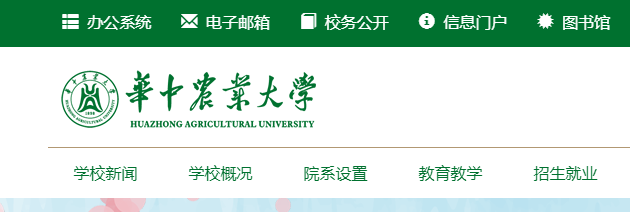 办公系统 电子邮箱 校务公开 信息门户 图书馆
華中农業大学
HUAZHONG AGRICULTURAL UNIVERSITY
学校新闻 学校概况 院系设置 教育教学 招生就业